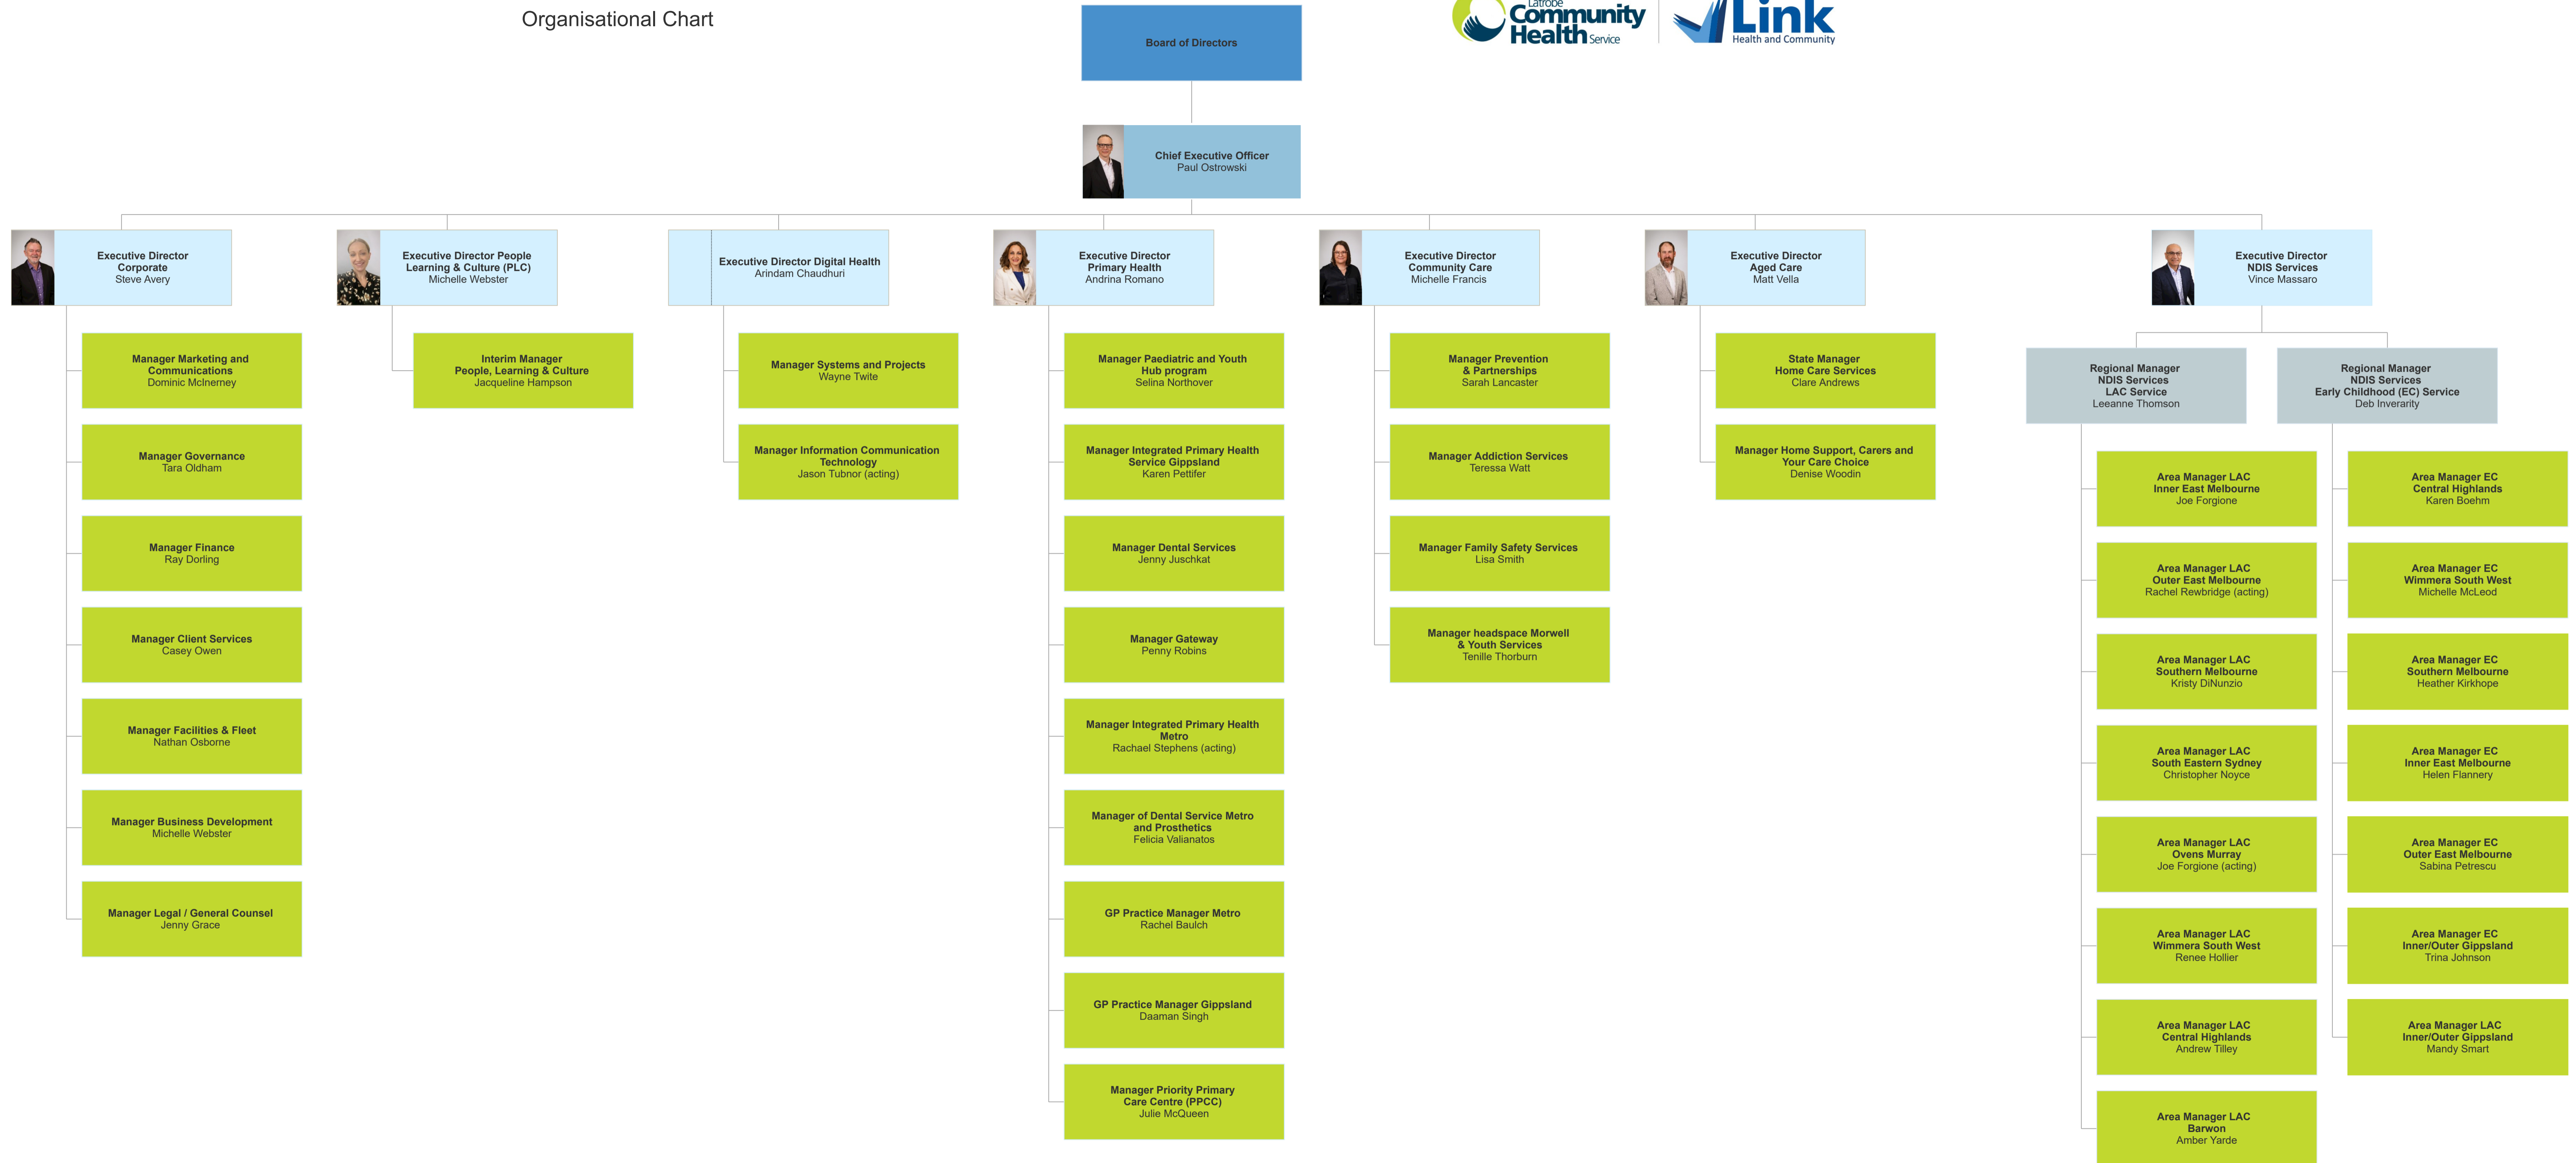 Organisational Chart
Latrobe
Community
Health Service
Link
Health and Community
Board of Directors
Chief Executive Officer
Paul Ostrowski
Executive Director
Corporate
Steve Avery
Manager Marketing and
Communications
Dominic McInerney
Manager Governance
Tara Oldham
Manager Finance
Ray Dorling
Manager Client Services
Casey Owen
Manager Facilities & Fleet
Nathan Osborne
Manager Business Development
Michelle Webster
Manager Legal / General Counsel
Jenny Grace
Executive Director People
Learning & Culture (PLC)
Michelle Webster
Interim Manager
People, Learning & Culture
Jacqueline Hampson
Executive Director Digital Health
Arindam Chaudhuri
Manager Systems and Projects
Wayne Twite
Manager Information Communication
Technology
Jason Tubnor (acting)
Executive Director
Primary Health
Andrina Romano
Manager Paediatric and Youth
Hub program
Selina Northover
Manager Integrated Primary Health
Service Gippsland
Karen Pettifer
Manager Dental Services
Jenny Juschkat
Manager Gateway
Penny Robins
Manager Integrated Primary Health
Metro
Rachael Stephens (acting)
Manager of Dental Service Metro
and Prosthetics
Felicia Valianatos
GP Practice Manager Metro
Rachel Baulch
GP Practice Manager Gippsland
Daaman Singh
Manager Priority Primary
Care Centre (PPCC)
Julie McQueen
Executive Director
Community Care
Michelle Francis
Manager Prevention
& Partnerships
Sarah Lancaster
Manager Addiction Services
Teressa Watt
Manager Family Safety Services
Lisa Smith
Manager headspace Morwell
& Youth Services
Tenille Thorburn
Executive Director
Aged Care
Matt Vella
State Manager
Home Care Services
Clare Andrews
Manager Home Support, Carers and
Your Care Choice
Denise Woodin
Executive Director
NDIS Services
Vince Massaro
Regional Manager
NDIS Services
LAC Service
Leeanne Thomson
Area Manager LAC
Inner East Melbourne
Joe Forgione
Area Manager LAC
Outer East Melbourne
Rachel Rewbridge (acting)
Area Manager LAC
Southern Melbourne
Kristy DiNunzio
Area Manager LAC
South Eastern Sydney
Christopher Noyce
Area Manager LAC
Ovens Murray
Joe Forgione (acting)
Area Manager LAC
Wimmera South West
Renee Hollier
Area Manager LAC
Central Highlands
Andrew Tilley
Area Manager LAC
Barwon
Amber Yarde
Regional Manager
NDIS Services
Early Childhood (EC) Service
Deb Inverarity
Area Manager EC
Central Highlands
Karen Boehm
Area Manager EC
Wimmera South West
Michelle McLeod
Area Manager EC
Southern Melbourne
Heather Kirkhope
Area Manager EC
Inner East Melbourne
Helen Flannery
Area Manager EC
Outer East Melbourne
Sabina Petrescu
Area Manager EC
Inner/Outer Gippsland
Trina Johnson
Area Manager LAC
Inner/Outer Gippsland
Mandy Smart